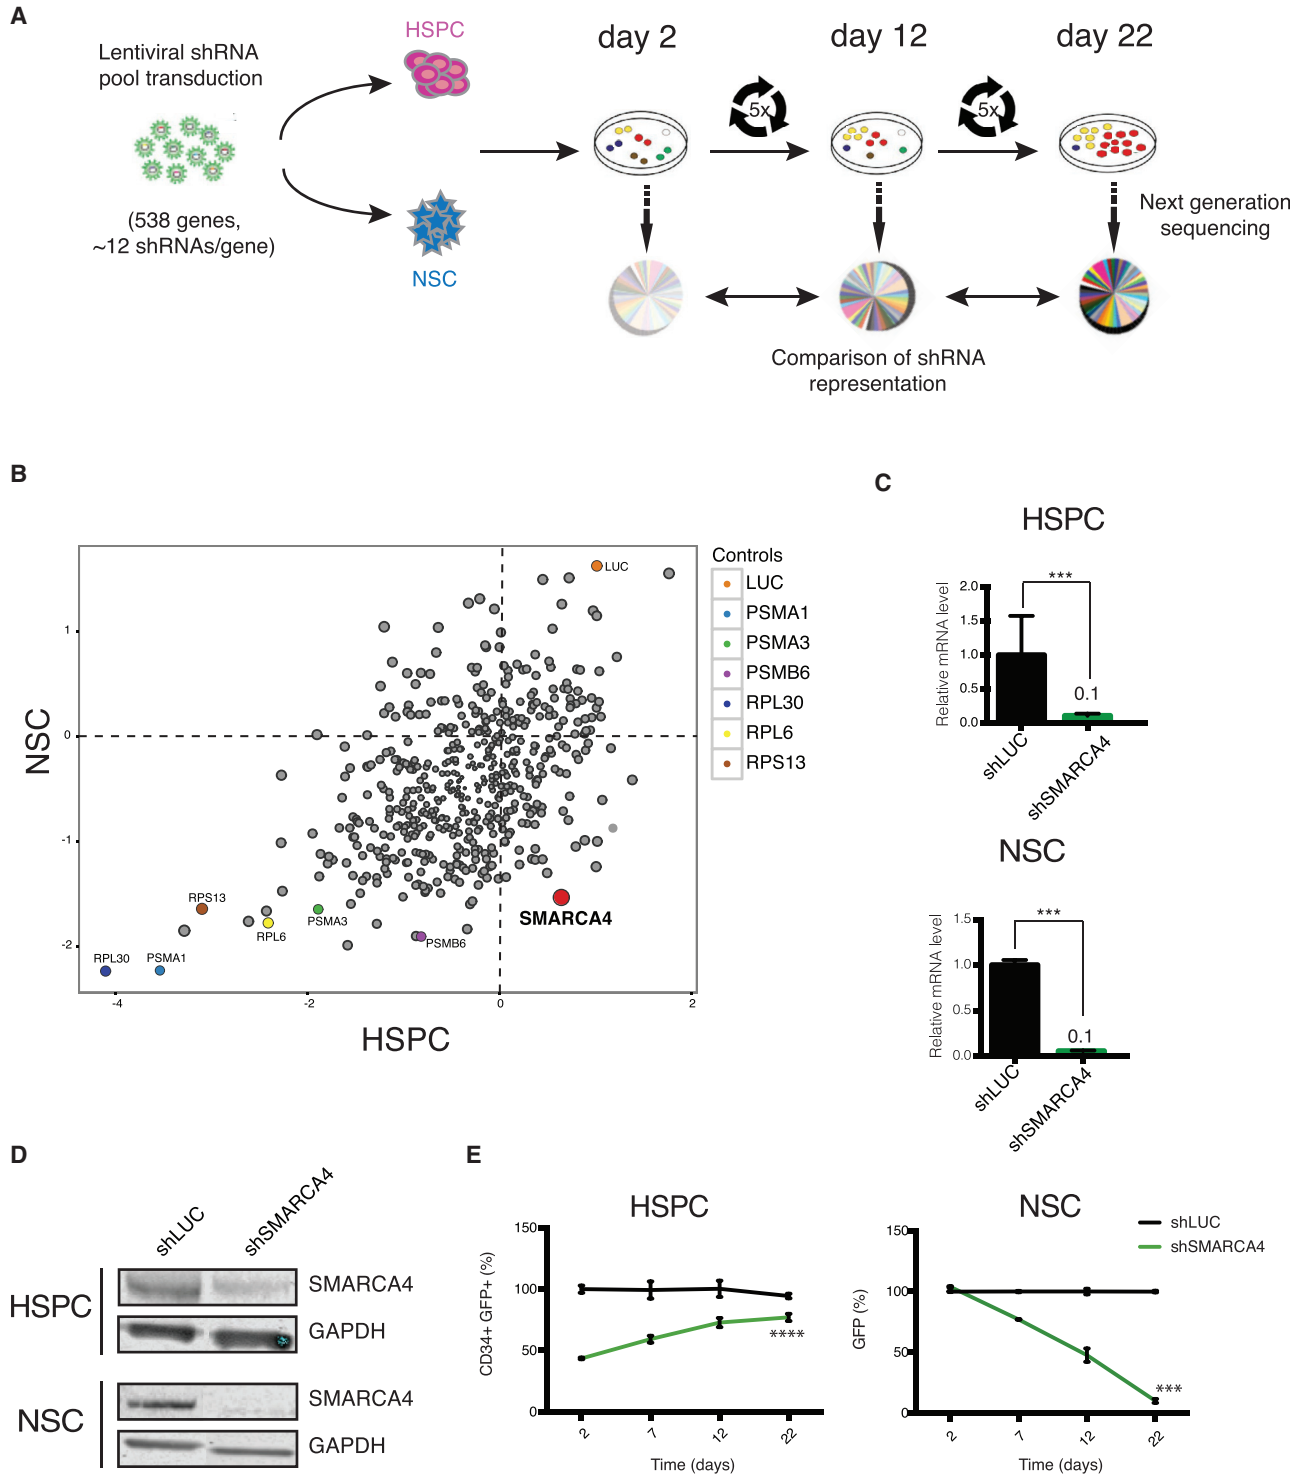 A
Lentiviral shRNA
pool transduction
(538 genes,
~12 shRNAs/gene)
HSPC
NSC
day 2
day 12
day 22
5x
5x
Next generation
sequencing
Comparison of shRNA
representation
B
NSC
1
0
-1
-2
-4
-2
0
2
HSPC
LUC
RPS13
RPL6
PSMA3
PSMB6
RPL30
PSMA1
SMARCA4
Controls
LUC
PSMA1
PSMA3
PSMB6
RPL30
RPL6
RPS13
C
HSPC
Relative mRNA level
2.0
1.5
1.0
0.5
0.0
***
0.1
shLUC
shSMARCA4
NSC
Relative mRNA level
1.5
1.0
0.5
0.0
***
0.1
shLUC
shSMARCA4
D
shLUC
shSMARCA4
HSPC
SMARCA4
GAPDH
NSC
SMARCA4
GAPDH
E
HSPC
CD34+ GFP+ (%)
150
100
50
0
****
2
7
12
22
Time (days)
NSC
GFP (%)
150
100
50
0
***
2
7
12
22
Time (days)
shLUC
shSMARCA4